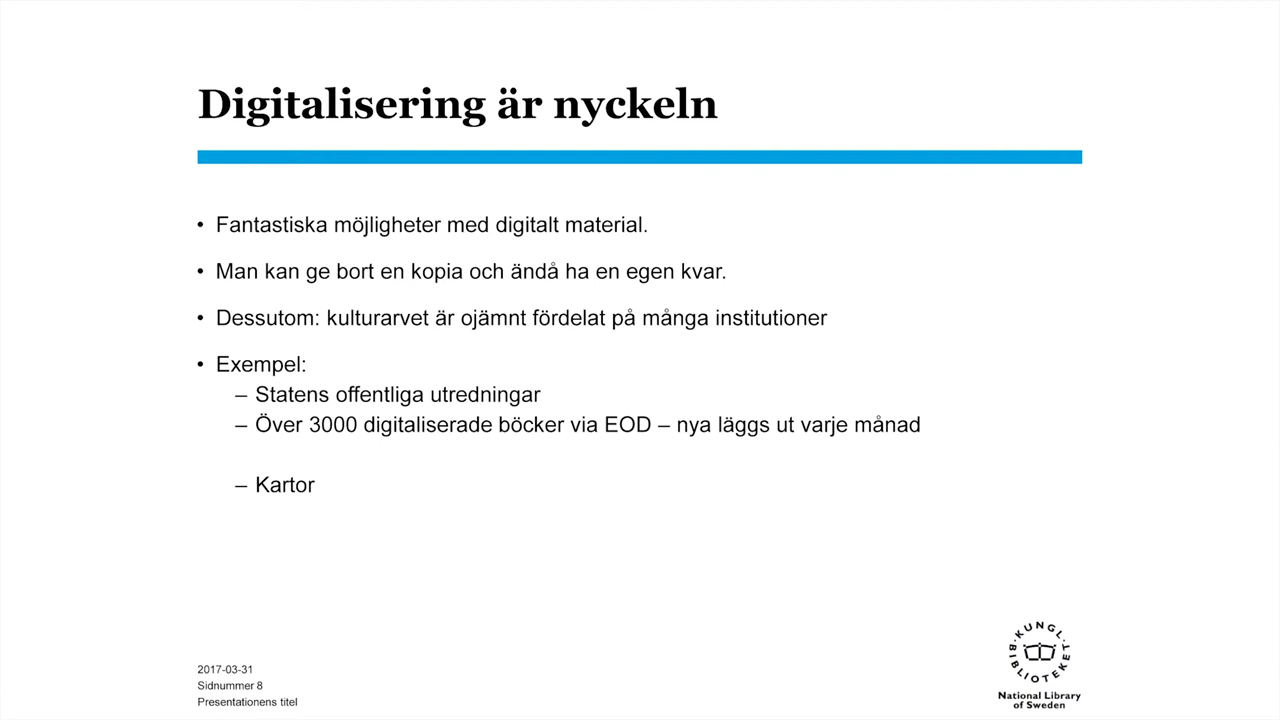 Digitalisering är nyckeln
• Fantastiska möjligheter med digitalt material.
• Man kan ge bort en kopia och ändå ha en egen kvar.
• Dessutom: kulturarvet är ojämnt fördelat på många institutioner
• Exempel:
– Statens offentliga utredningar
– Över 3000 digitaliserade böcker via EOD – nya läggs ut varje månad
– Kartor
2017-03-31
Sidnummer 8
Presentationens titel
KUNGL.
BIBLIOTEKET
National Library
of Sweden